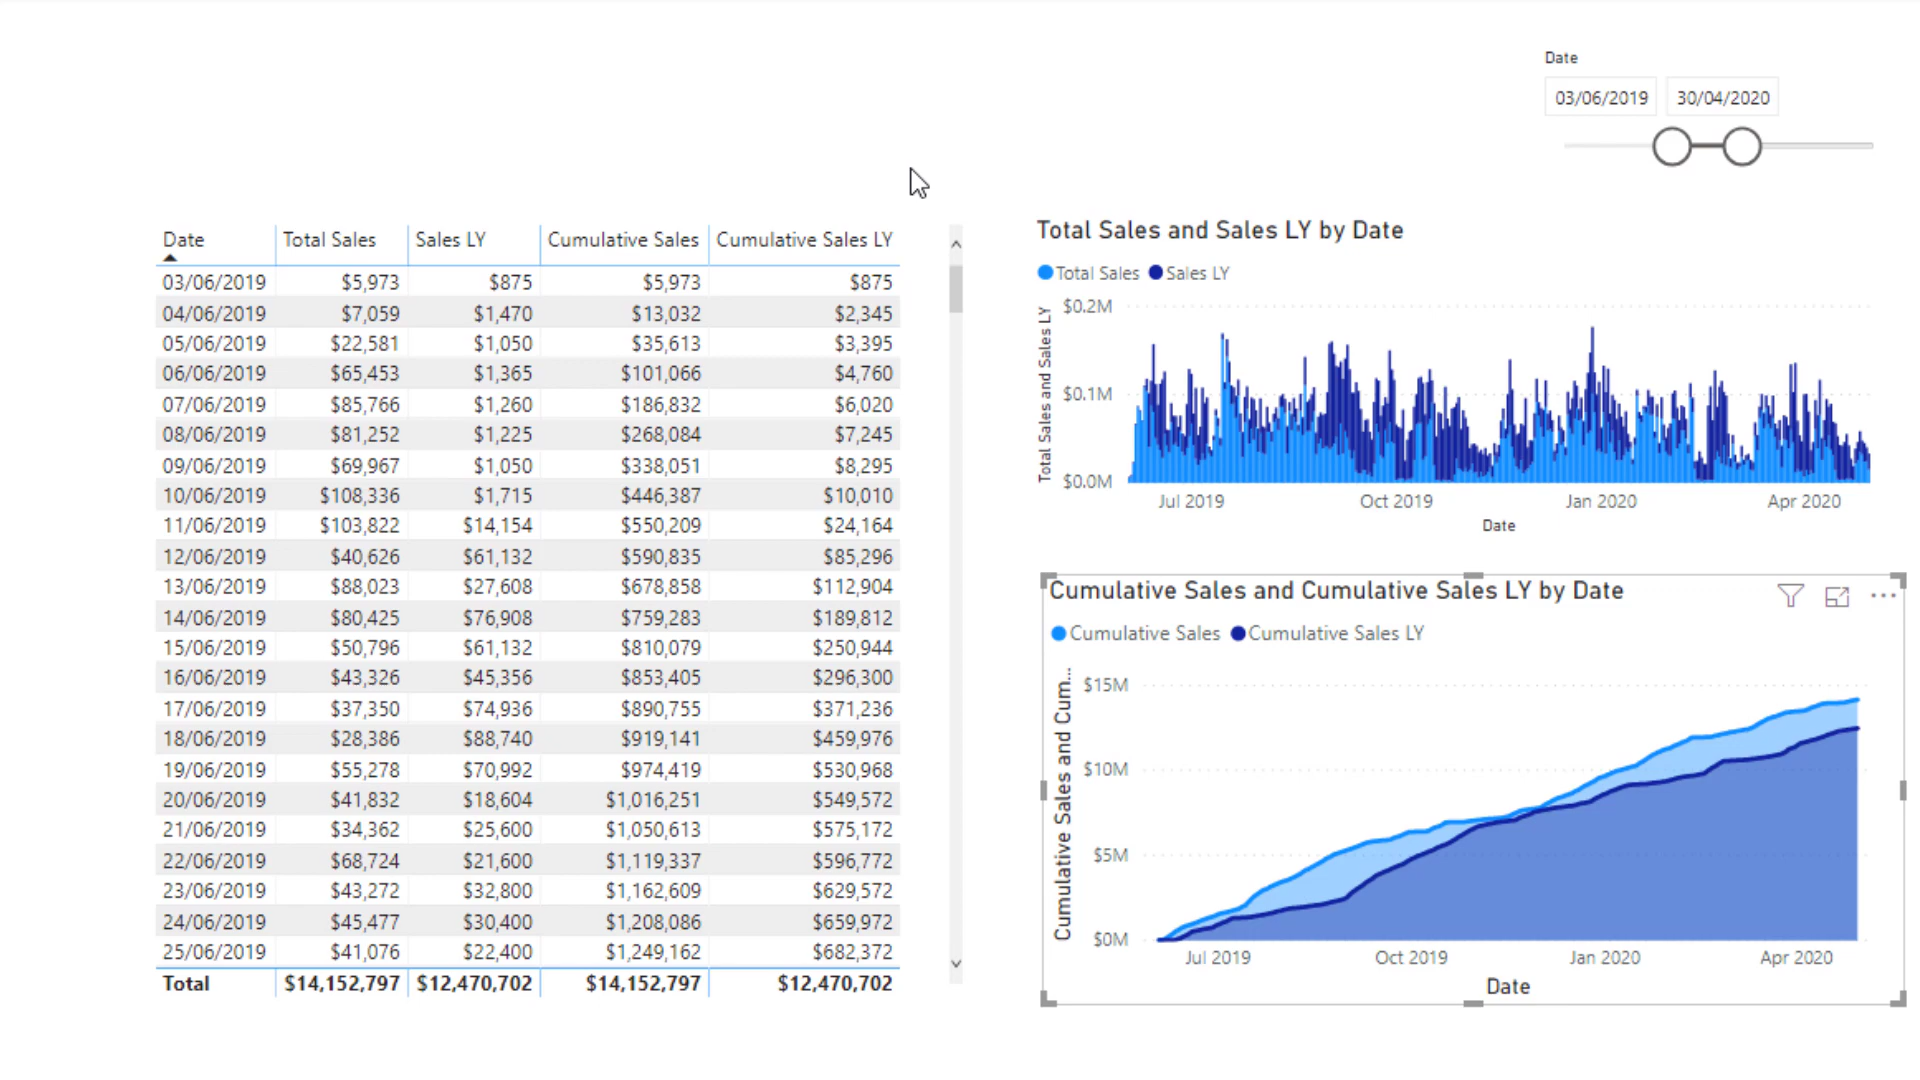 Date
03/06/2019 30/04/2020
Date Total Sales Sales LY Cumulative Sales Cumulative Sales LY
03/06/2019 $5,973 $875 $5,973 $875
04/06/2019 $7,059 $1,470 $13,032 $2,345
05/06/2019 $22,581 $1,050 $35,613 $3,395
06/06/2019 $65,453 $1,365 $101,066 $4,760
07/06/2019 $85,766 $1,260 $186,832 $6,020
08/06/2019 $81,252 $1,225 $268,084 $7,245
09/06/2019 $69,967 $1,050 $338,051 $8,295
10/06/2019 $108,336 $1,715 $446,387 $10,010
11/06/2019 $103,822 $14,154 $550,209 $24,164
12/06/2019 $40,626 $61,132 $590,835 $85,296
13/06/2019 $88,023 $27,608 $678,858 $112,904
14/06/2019 $80,425 $76,908 $759,283 $189,812
15/06/2019 $50,796 $61,132 $810,079 $250,944
16/06/2019 $43,326 $45,356 $853,405 $296,300
17/06/2019 $37,350 $74,936 $890,755 $371,236
18/06/2019 $28,386 $88,740 $919,141 $459,976
19/06/2019 $55,278 $70,992 $974,419 $530,968
20/06/2019 $41,832 $18,604 $1,016,251 $549,572
21/06/2019 $34,362 $25,600 $1,050,613 $575,172
22/06/2019 $68,724 $21,600 $1,119,337 $596,772
23/06/2019 $43,272 $32,800 $1,162,609 $629,572
24/06/2019 $45,477 $30,400 $1,208,086 $659,972
25/06/2019 $41,076 $22,400 $1,249,162 $682,372
Total $14,152,797 $12,470,702 $14,152,797 $12,470,702
Total Sales and Sales LY by Date
Total Sales Sales LY
Total Sales and Sales LY
$0.2M
$0.1M
$0.0M
Jul 2019 Oct 2019 Jan 2020 Apr 2020
Date
Cumulative Sales and Cumulative Sales LY by Date
Cumulative Sales Cumulative Sales LY
Cumulative Sales and Cum...
$15M
$10M
$5M
$0M
Jul 2019 Oct 2019 Jan 2020 Apr 2020
Date